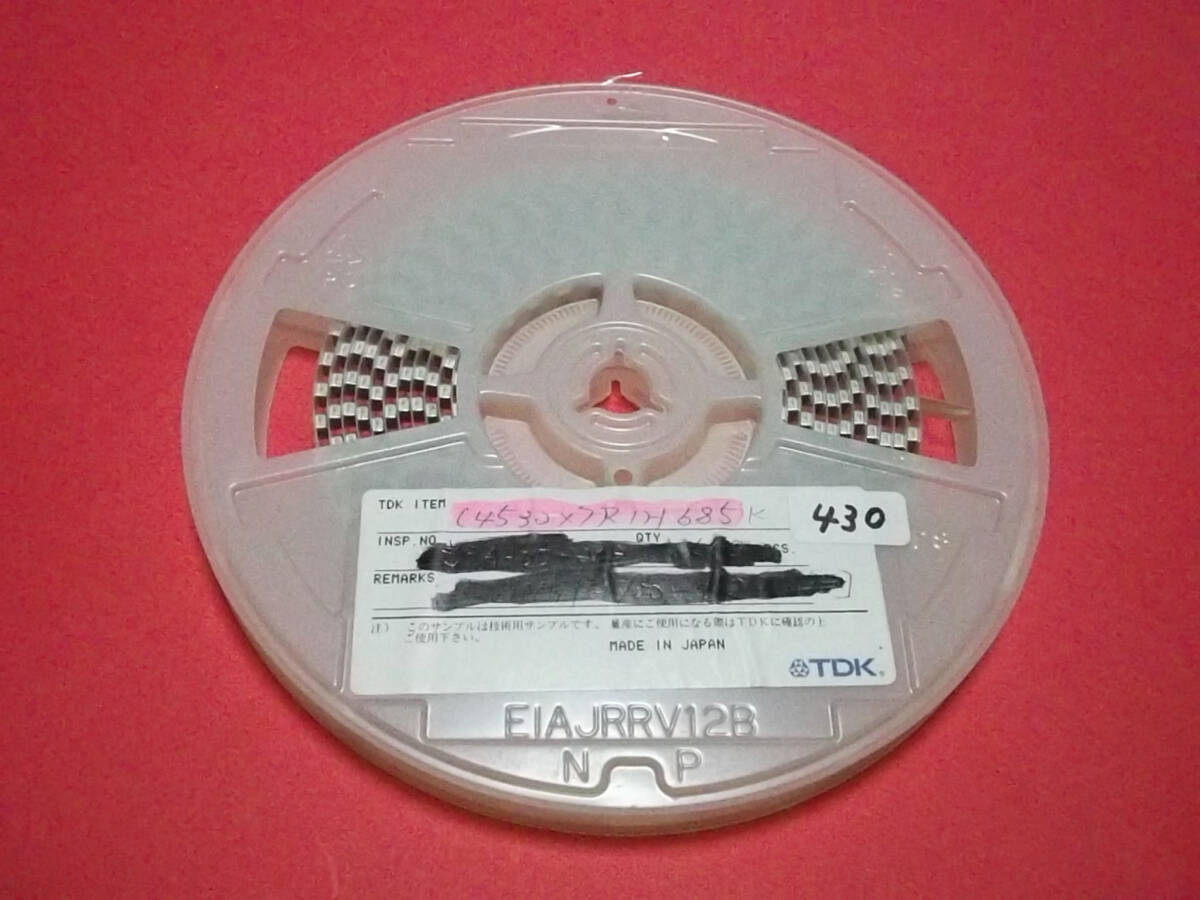 TDK ITEM C4532X7R1H685K
430
INSP.NO. QTY
REMARKS
注) このサンプルは技術用サンプルです。量産にご使用になる際はTDKに確認の上
ご使用下さい。
MADE IN JAPAN
TDK
EIAJRRV12B
N P